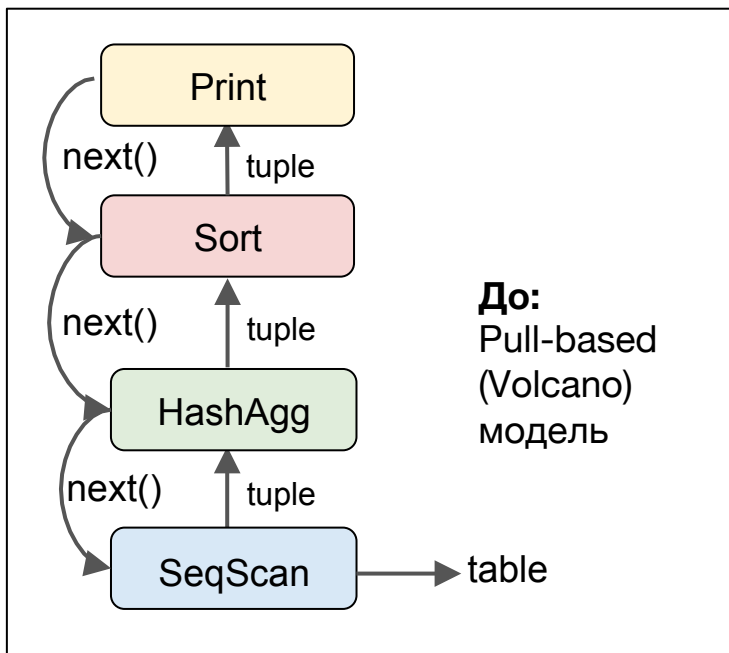 Print
next()
tuple
Sort
next()
tuple
До:
Pull-based
(Volcano)
модель
HashAgg
next()
tuple
SeqScan
table